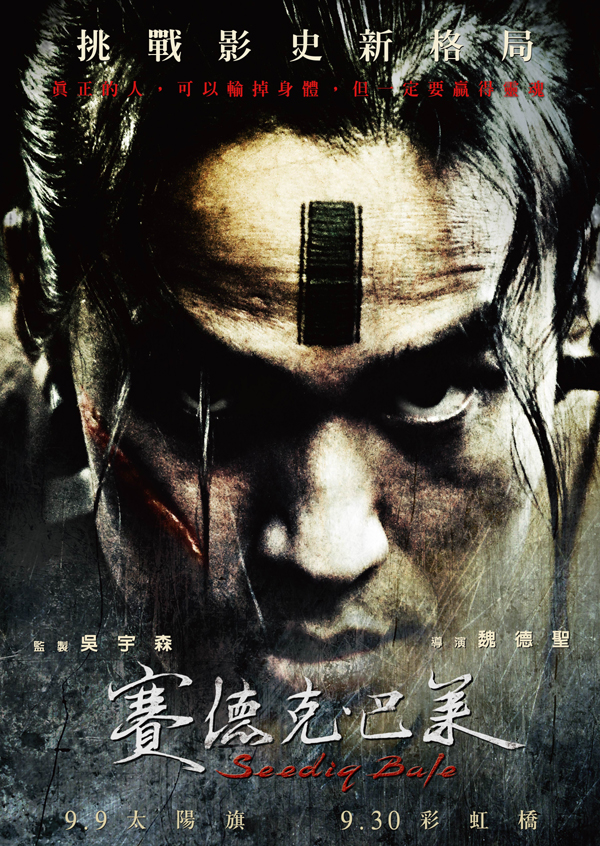 挑戰影史新格局
真正的人，可以輸掉身體，但一定要贏得靈魂
監製 吳宇森
導演 魏德聖
賽德克·巴萊
Seediq Bale
9.9 太陽旗
9.30 彩虹橋